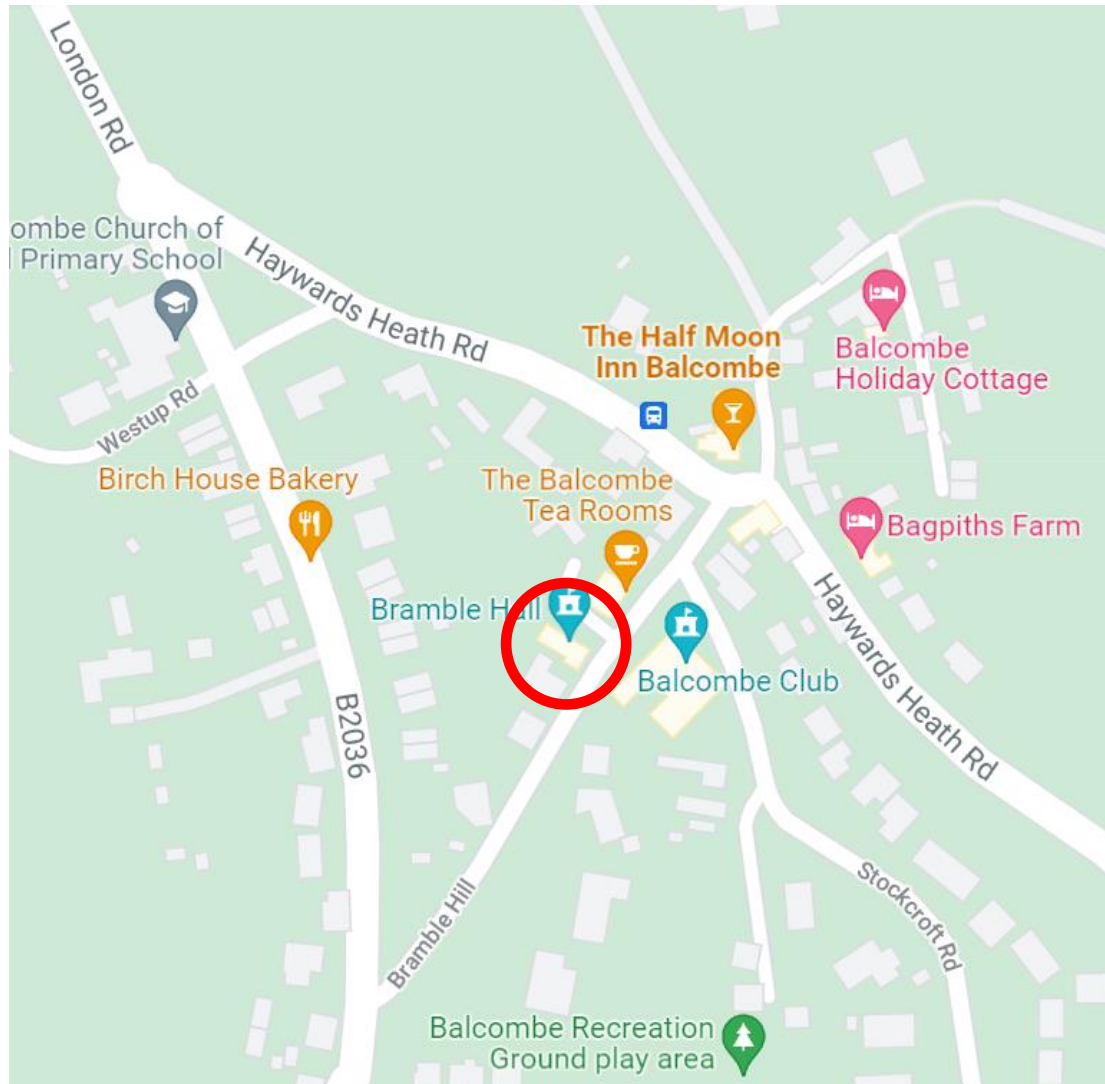 London Rd
ombe Church of
Primary School
Haywards Heath Rd
The Half Moon
Inn Balcombe
Balcombe
Holiday Cottage
Westup Rd
Birch House Bakery
The Balcombe
Tea Rooms
Bagpiths Farm
Bramble Hall
Balcombe Club
Haywards Heath Rd
B2036
Bramble Hill
Stockcroft Rd
Balcombe Recreation
Ground play area